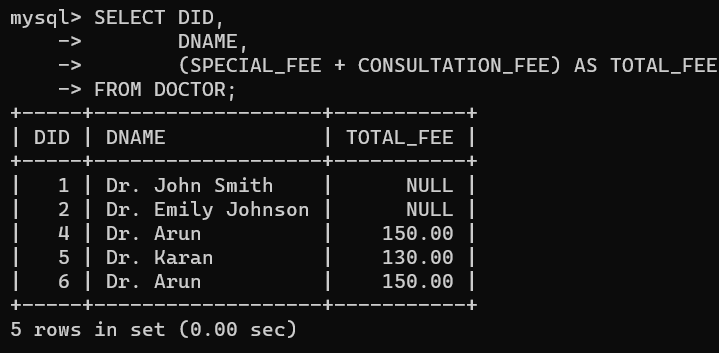 mysql> SELECT DID,
    ->        DNAME,
    ->        (SPECIAL_FEE + CONSULTATION_FEE) AS TOTAL_FEE
    -> FROM DOCTOR;
+-----+-------------------+-----------+
| DID | DNAME             | TOTAL_FEE |
+-----+-------------------+-----------+
|   1 | Dr. John Smith    |      NULL |
|   2 | Dr. Emily Johnson |      NULL |
|   4 | Dr. Arun          |    150.00 |
|   5 | Dr. Karan         |    130.00 |
|   6 | Dr. Arun          |    150.00 |
+-----+-------------------+-----------+
5 rows in set (0.00 sec)